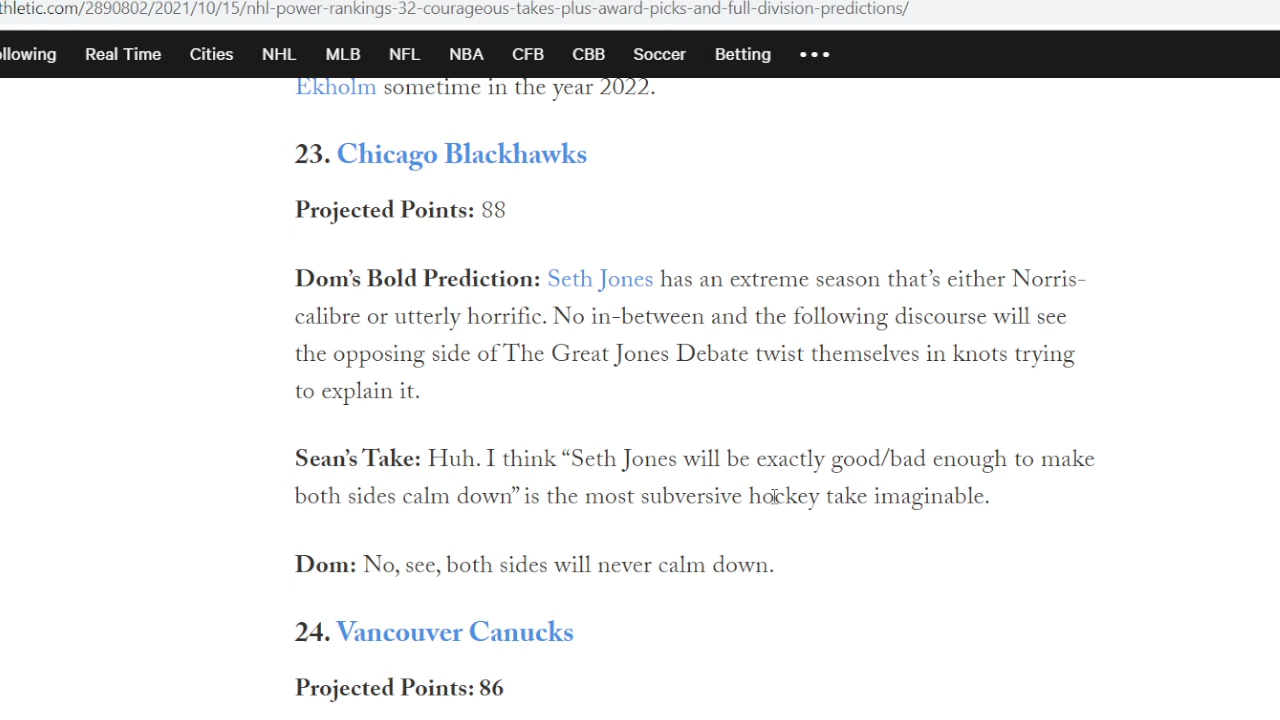 thletic.com/2890802/2021/10/15/nhl-power-rankings-32-courageous-takes-plus-award-picks-and-full-division-predictions/
ollowing Real Time Cities NHL MLB NFL NBA CFB CBB Soccer Betting •••
Ekholm sometime in the year 2022.
23. Chicago Blackhawks
Projected Points: 88
Dom’s Bold Prediction: Seth Jones has an extreme season that’s either Norris-
calibre or utterly horrific. No in-between and the following discourse will see
the opposing side of The Great Jones Debate twist themselves in knots trying
to explain it.
Sean’s Take: Huh. I think “Seth Jones will be exactly good/bad enough to make
both sides calm down” is the most subversive hockey take imaginable.
Dom: No, see, both sides will never calm down.
24. Vancouver Canucks
Projected Points: 86